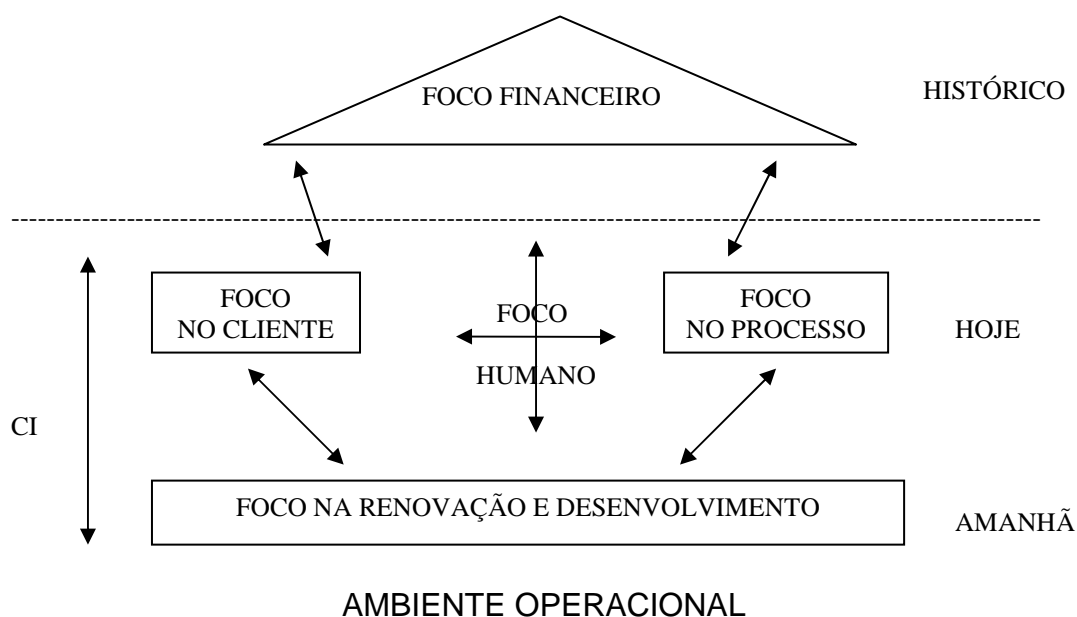 FOCO FINANCEIRO
HISTÓRICO
FOCO
NO CLIENTE
FOCO
HUMANO
FOCO
NO PROCESSO
HOJE
CI
FOCO NA RENOVAÇÃO E DESENVOLVIMENTO
AMANHÃ
AMBIENTE OPERACIONAL